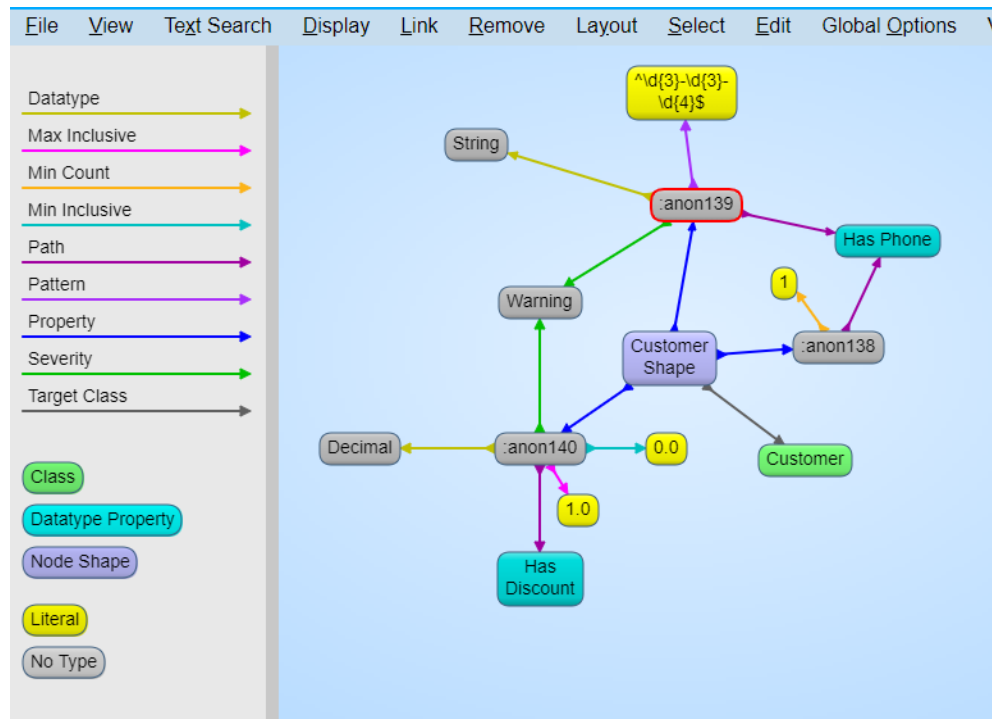 File View Text Search Display Link Remove Layout Select Edit Global Options
Datatype
Max Inclusive
Min Count
Min Inclusive
Path
Pattern
Property
Severity
Target Class
Class
Datatype Property
Node Shape
Literal
No Type
^\d{3}-\d{3}-
\d{4}$
String
:anon139
Has Phone
1
Warning
Customer
Shape
:anon138
Decimal
:anon140
0.0
Customer
1.0
Has
Discount